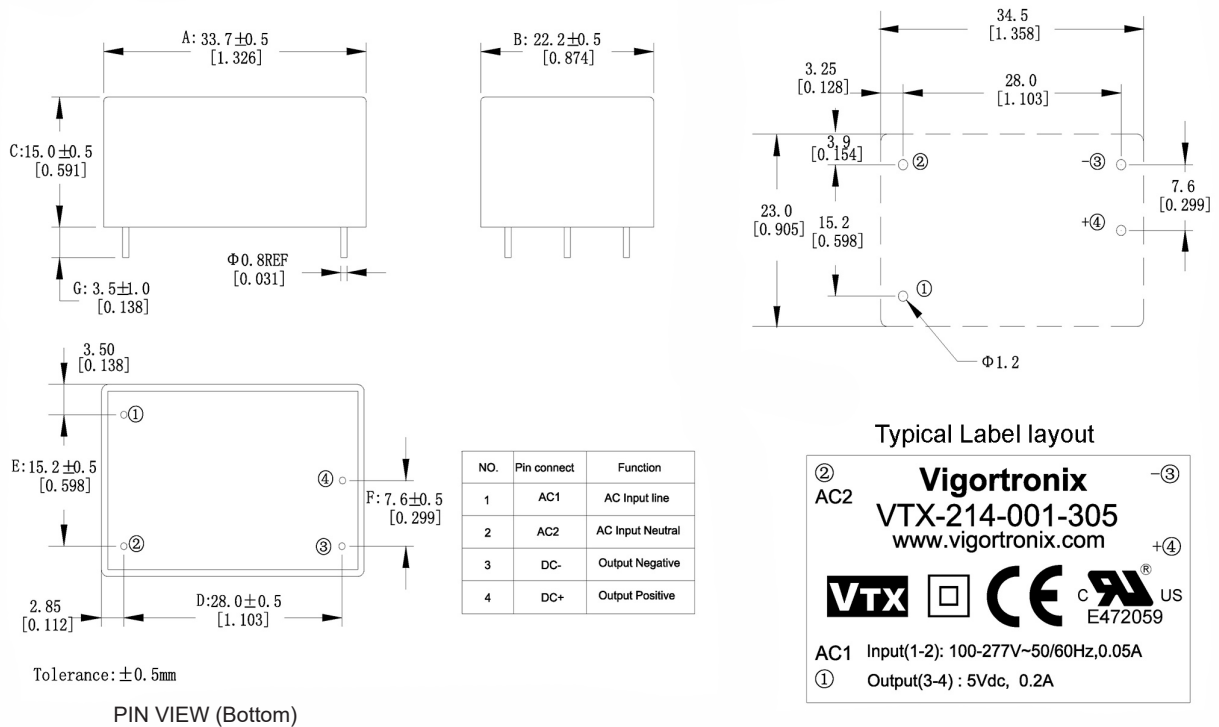 A: 33.7±0.5
[1.326]
B: 22.2±0.5
[0.874]
C:15.0±0.5
[0.591]
G: 3.5±1.0
[0.138]
Φ0.8REF
[0.031]
34.5
[1.358]
3.25
[0.128]
28.0
[1.103]
3.9
[0.154]
23.0
[0.905]
15.2
[0.598]
7.6
[0.299]
②
-③
+④
①
Φ1.2
3.50
[0.138]
①
E:15.2±0.5
[0.598]
④
F: 7.6±0.5
[0.299]
②
③
2.85
[0.112]
D:28.0±0.5
[1.103]
Tolerance:±0.5mm
PIN VIEW (Bottom)
NO. Pin connect Function
1 AC1 AC Input line
2 AC2 AC Input Neutral
3 DC- Output Negative
4 DC+ Output Positive
Typical Label layout
② Vigortronix -③
AC2 VTX-214-001-305
www.vigortronix.com +④
VTX CE C RU ® US
E472059
AC1 Input(1-2): 100-277V~50/60Hz,0.05A
① Output(3-4) : 5Vdc, 0.2A